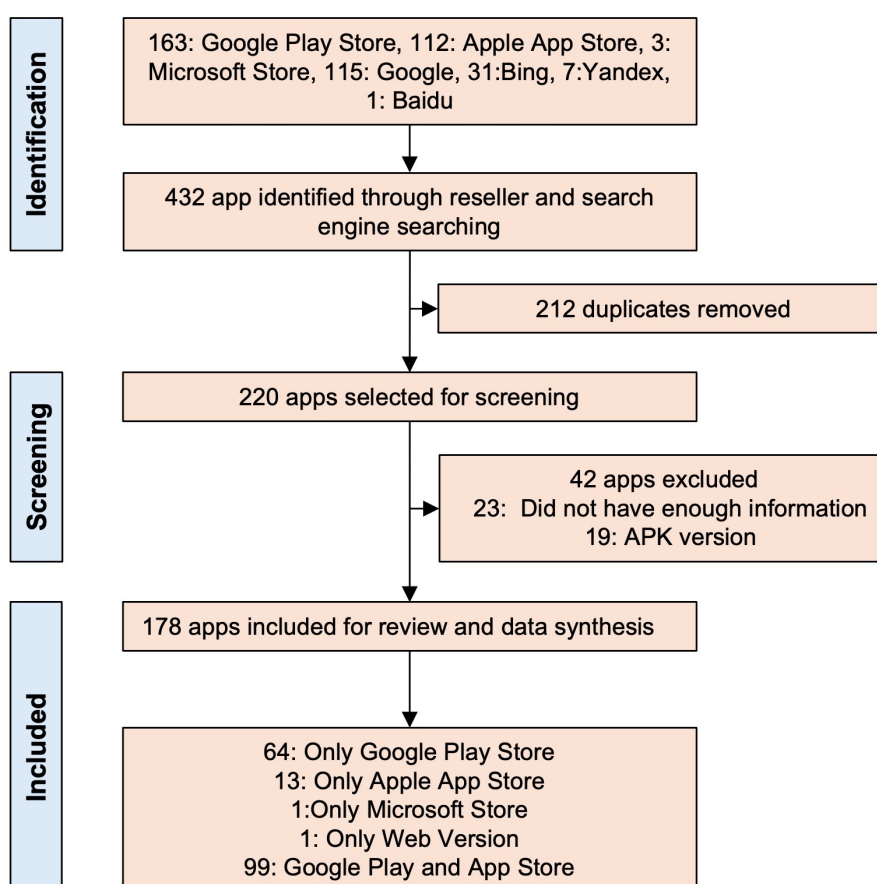 Identification
163: Google Play Store, 112: Apple App Store, 3:
Microsoft Store, 115: Google, 31:Bing, 7:Yandex,
1: Baidu
432 app identified through reseller and search
engine searching
212 duplicates removed
Screening
220 apps selected for screening
42 apps excluded
23: Did not have enough information
19: APK version
Included
178 apps included for review and data synthesis
64: Only Google Play Store
13: Only Apple App Store
1:Only Microsoft Store
1: Only Web Version
99: Google Play and App Store